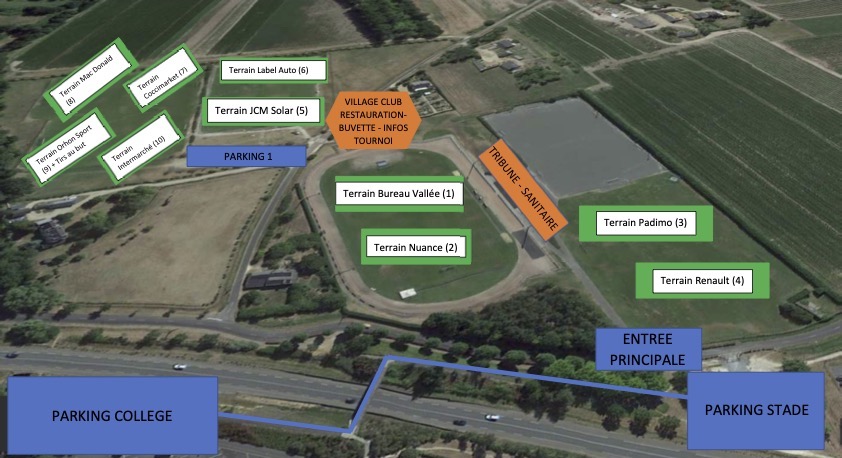 Terrain Mac Donald
(8)
Terrain
Coccimarket (7)
Terrain Label Auto (6)
Terrain JCM Solar (5)
VILLAGE CLUB
RESTAURATION-
BUVETTE - INFOS
TOURNOI
Terrain Orhon Sport
(9) + Tirs au but
Terrain
Intermarché (10)
PARKING 1
TRIBUNE - SANITAIRE
Terrain Bureau Vallée (1)
Terrain Nuance (2)
Terrain Padimo (3)
Terrain Renault (4)
ENTREE
PRINCIPALE
PARKING COLLEGE
PARKING STADE